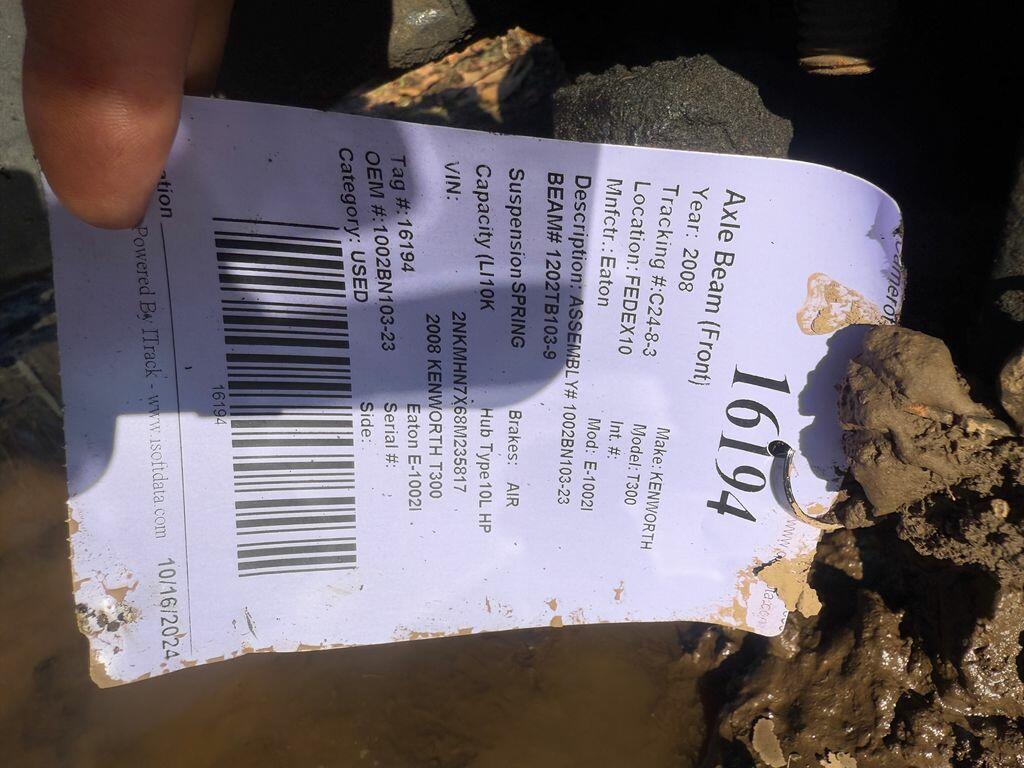 16194
Axle Beam (Front)
Year: 2008
Make: KENWORTH
Tracking #:C24-8-3
Model: T300
Location: FEDEX10
Int. #:
Mnfctr.: Eaton
Mod: E-1002I
Description: ASSEMBLY# 1002BN103-23
BEAM# 1202TB103-9
Suspension SPRING
Brakes: AIR
Capacity (LI10K
Hub Type 10L HP
VIN:
2NKMHN7X68M235817
2008 KENWORTH T300
Eaton E-1002I
Tag #:16194
Serial #:
OEM #:1002BN103-23
Side:
Category: USED
16194
ation
Powered By, ITrack' - www.isoftdata.com
10/16/2024